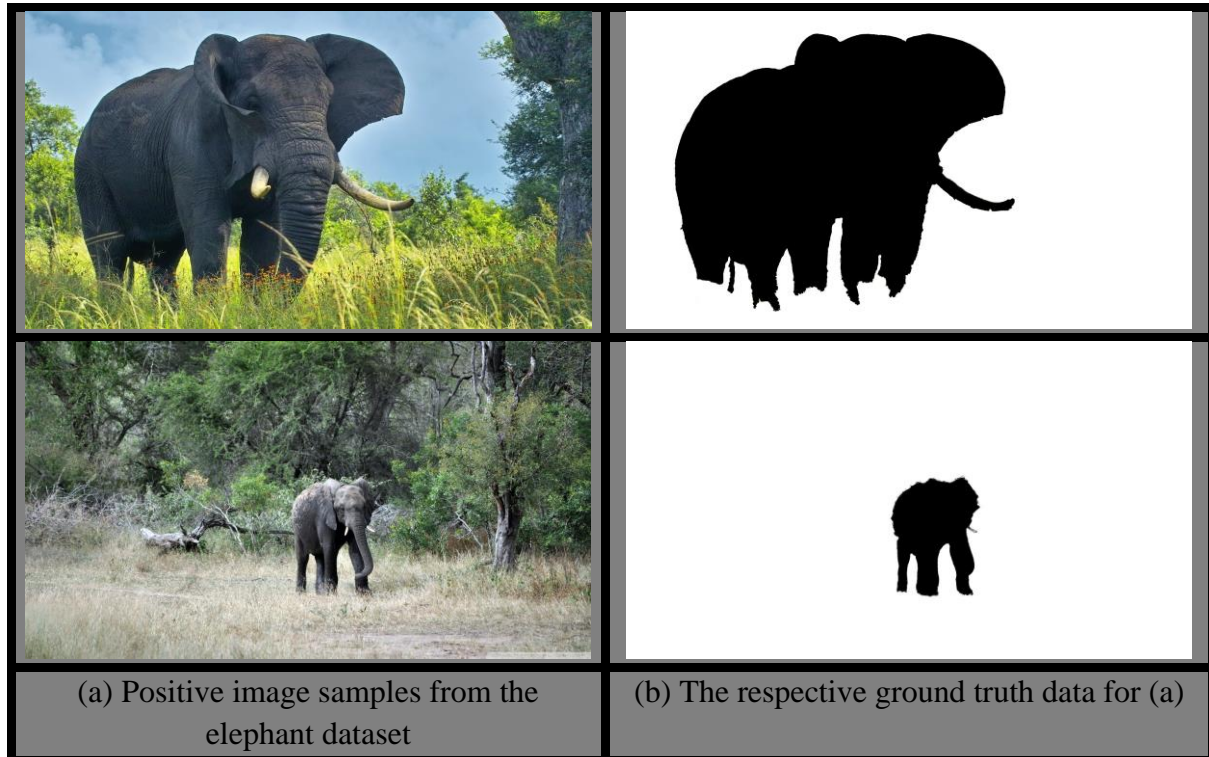 (a) Positive image samples from the
elephant dataset
(b) The respective ground truth data for (a)